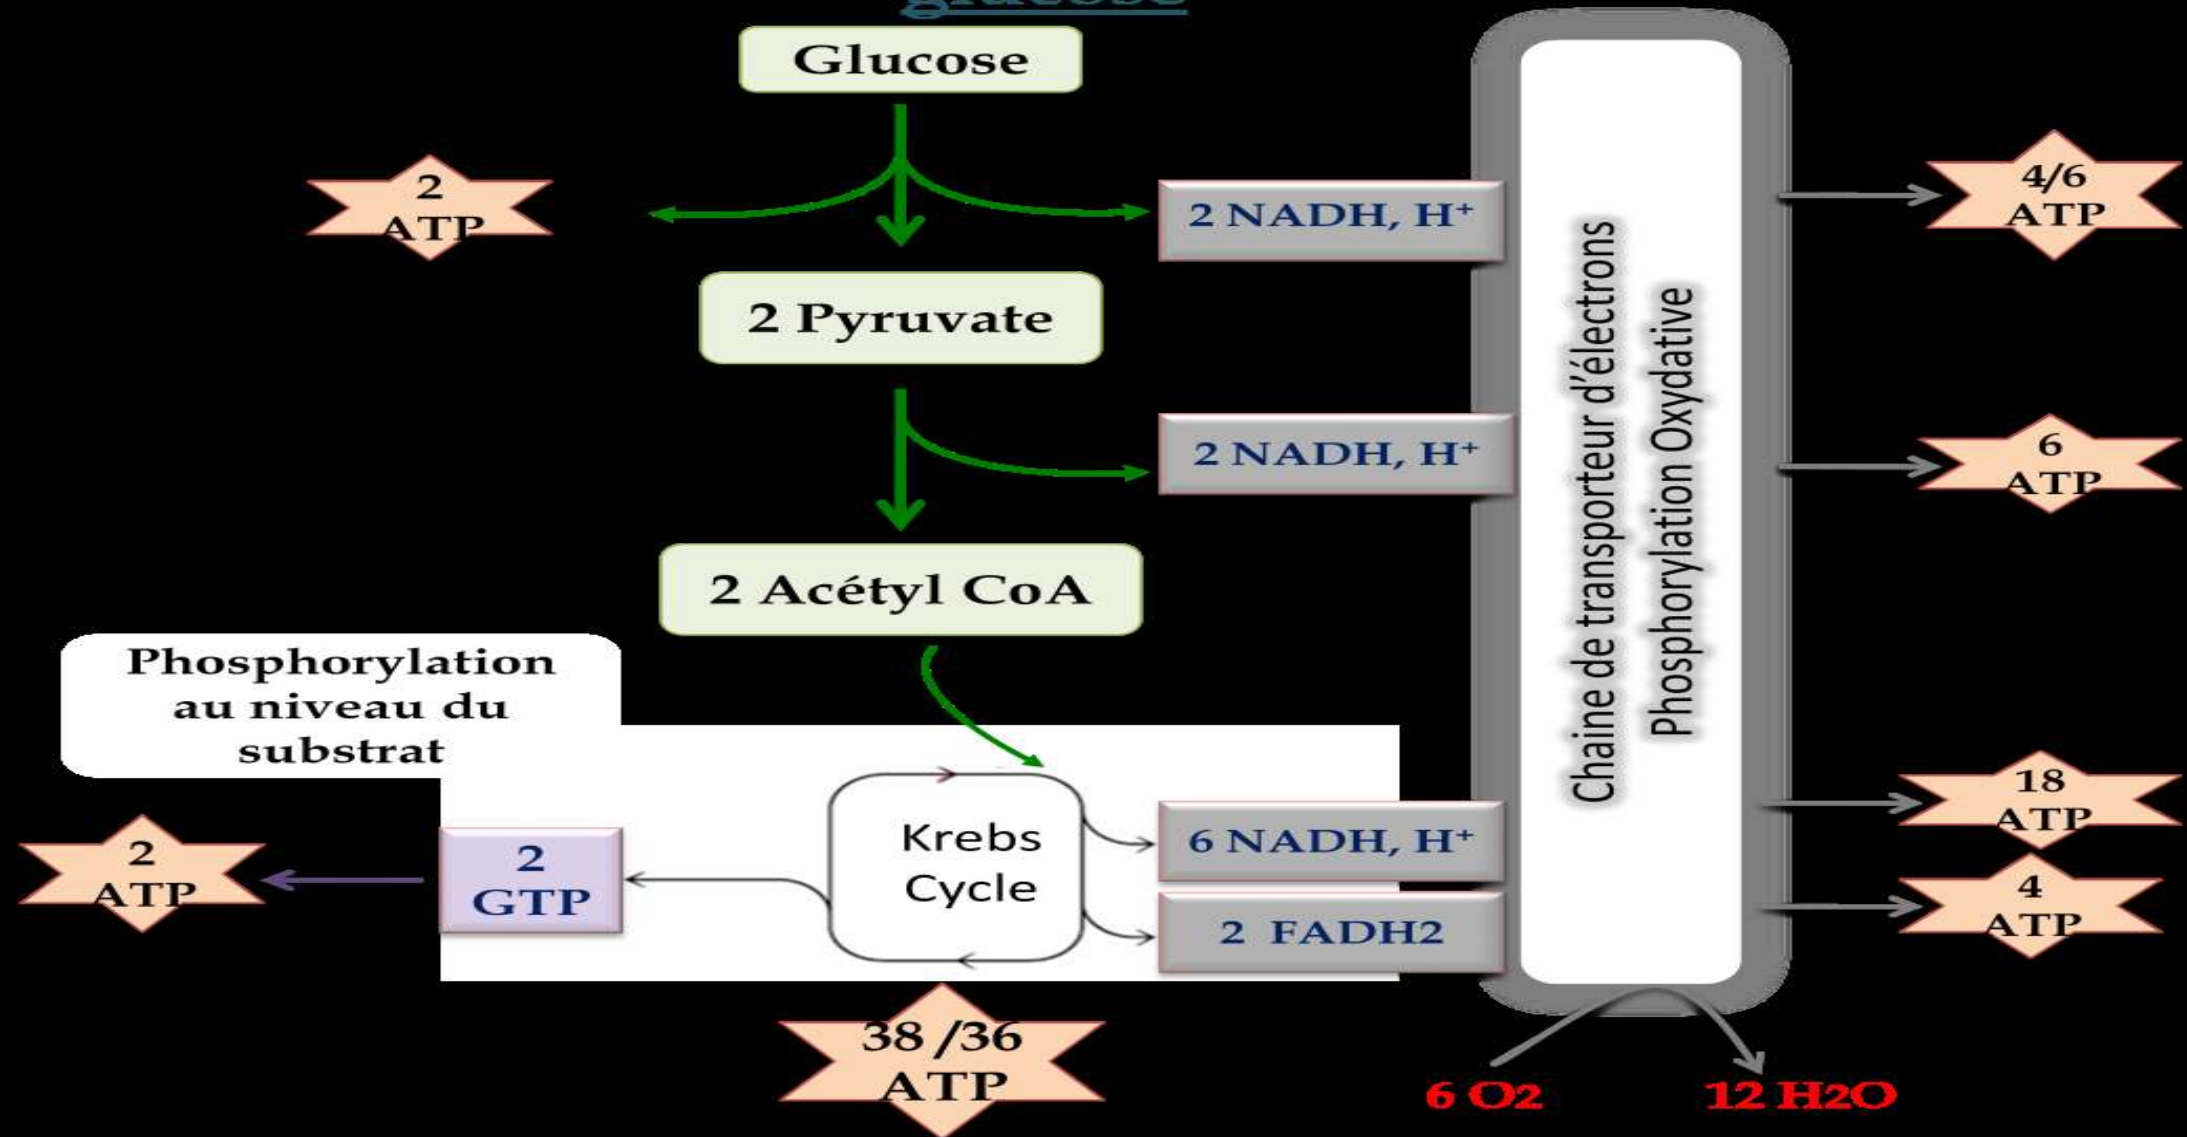 glucose
Glucose
2
ATP
2 NADH, H⁺
4/6
ATP
2 Pyruvate
2 NADH, H⁺
6
ATP
2 Acétyl CoA
Chaine de transporteur d'électrons
Phosphorylation Oxydative
Phosphorylation
au niveau du
substrat
Krebs
Cycle
6 NADH, H⁺
18
ATP
2
ATP
2
GTP
2 FADH2
4
ATP
38 /36
ATP
6 O2
12 H2O